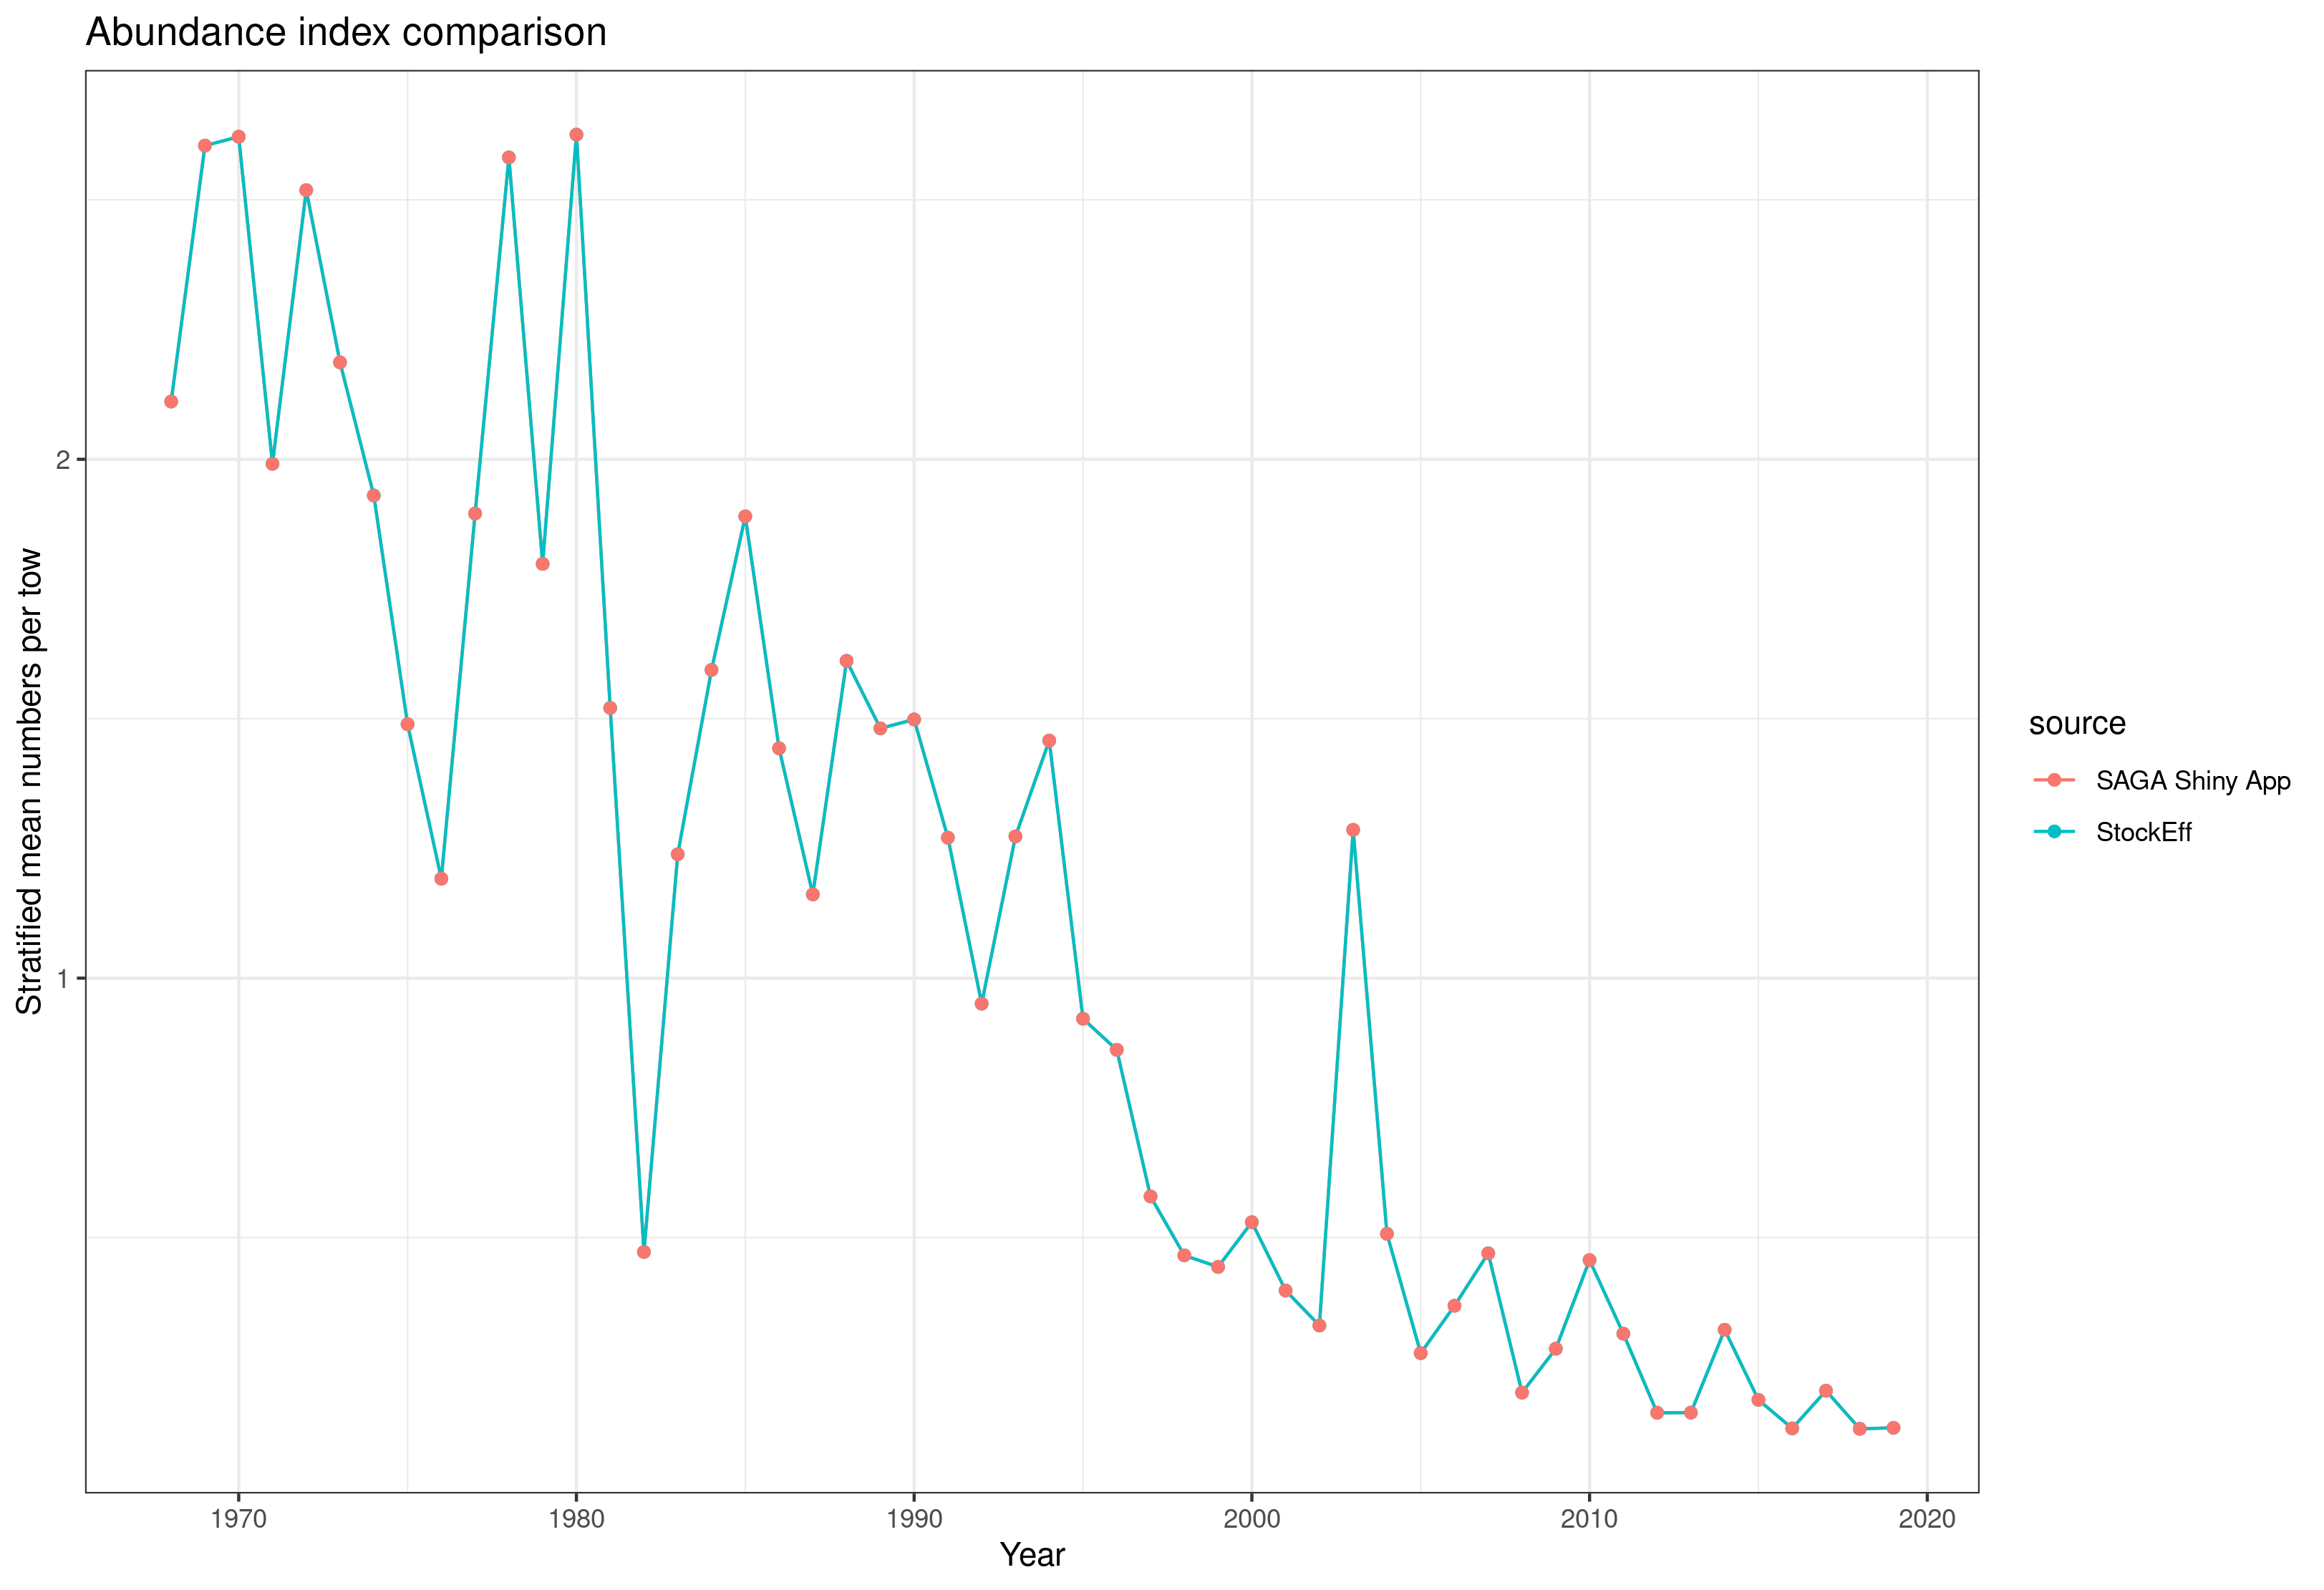 Abundance index comparison
Stratified mean numbers per tow
2
1
1970 1980 1990 2000 2010 2020
Year
source
SAGA Shiny App
StockEff